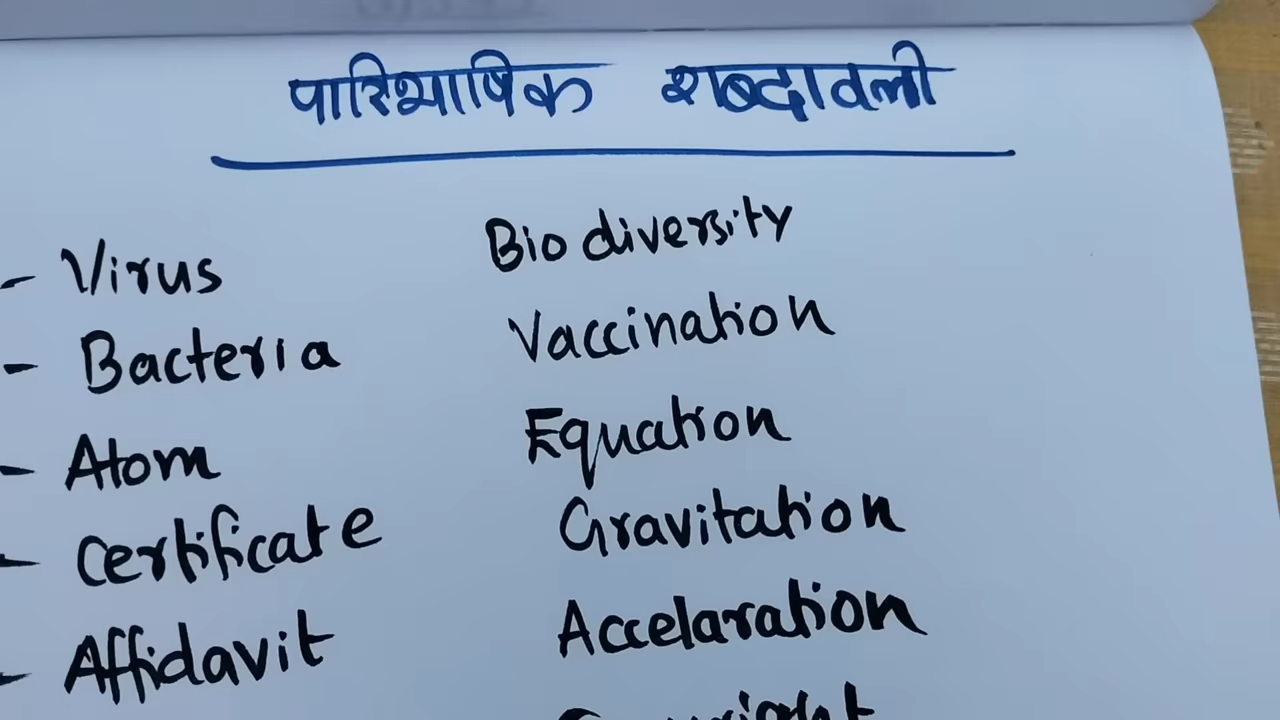 पारिभाषिक शब्दावली
- Virus
- Bacteria
- Atom
- Certificate
- Affidavit
Biodiversity
Vaccination
Equation
Gravitation
Accelaration